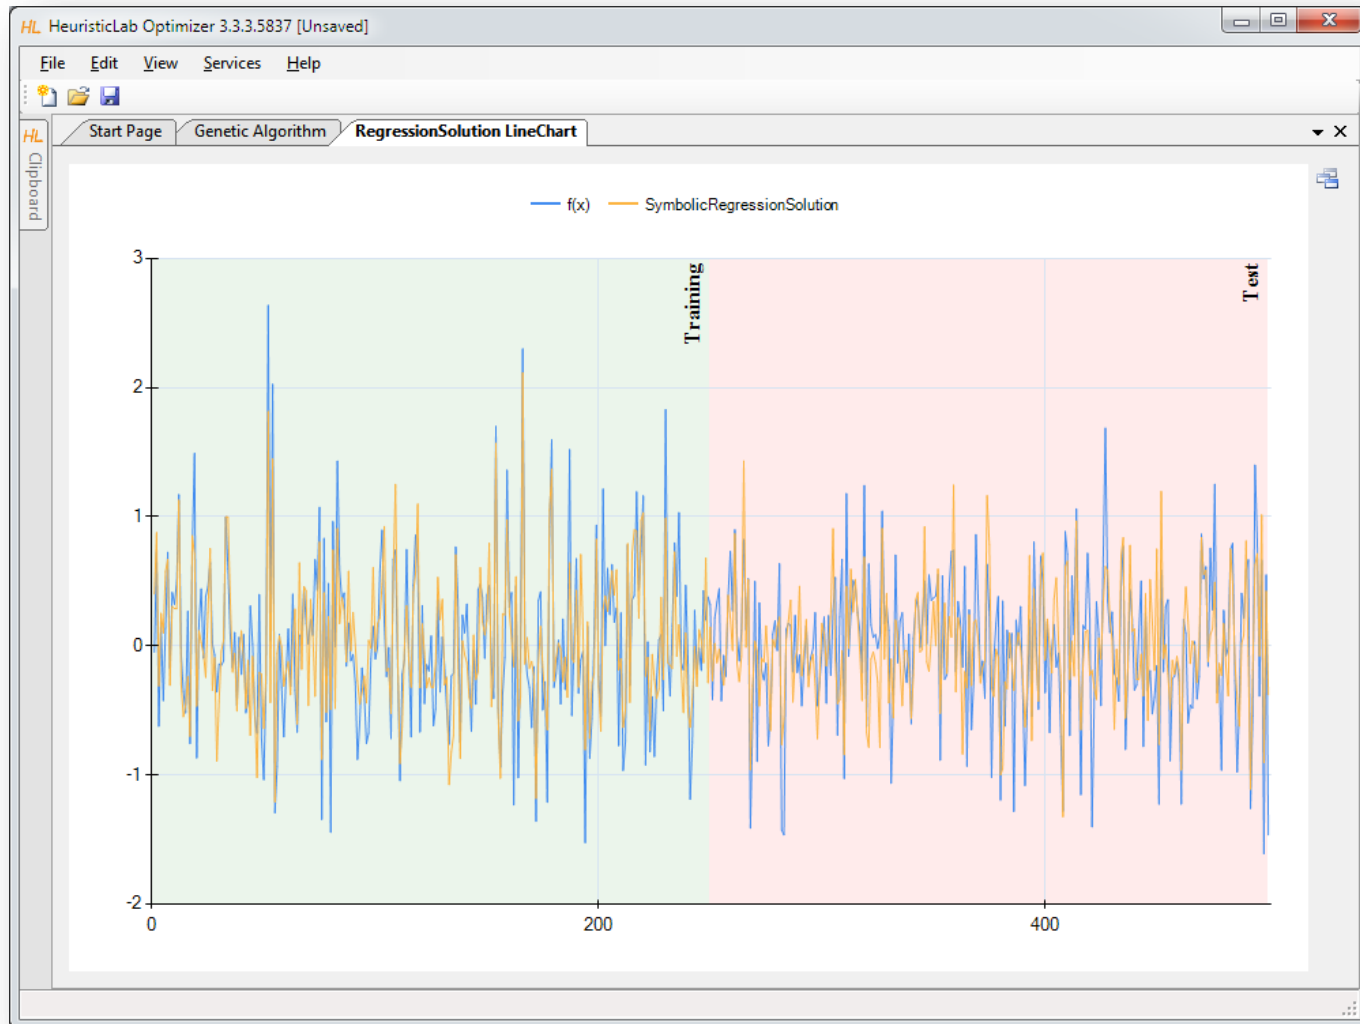 HL HeuristicLab Optimizer 3.3.3.5837 [Unsaved]
File Edit View Services Help
HL Clipboard
Start Page Genetic Algorithm RegressionSolution LineChart
f(x) SymbolicRegressionSolution
3
2
1
0
-1
-2
Training
Test
0 200 400